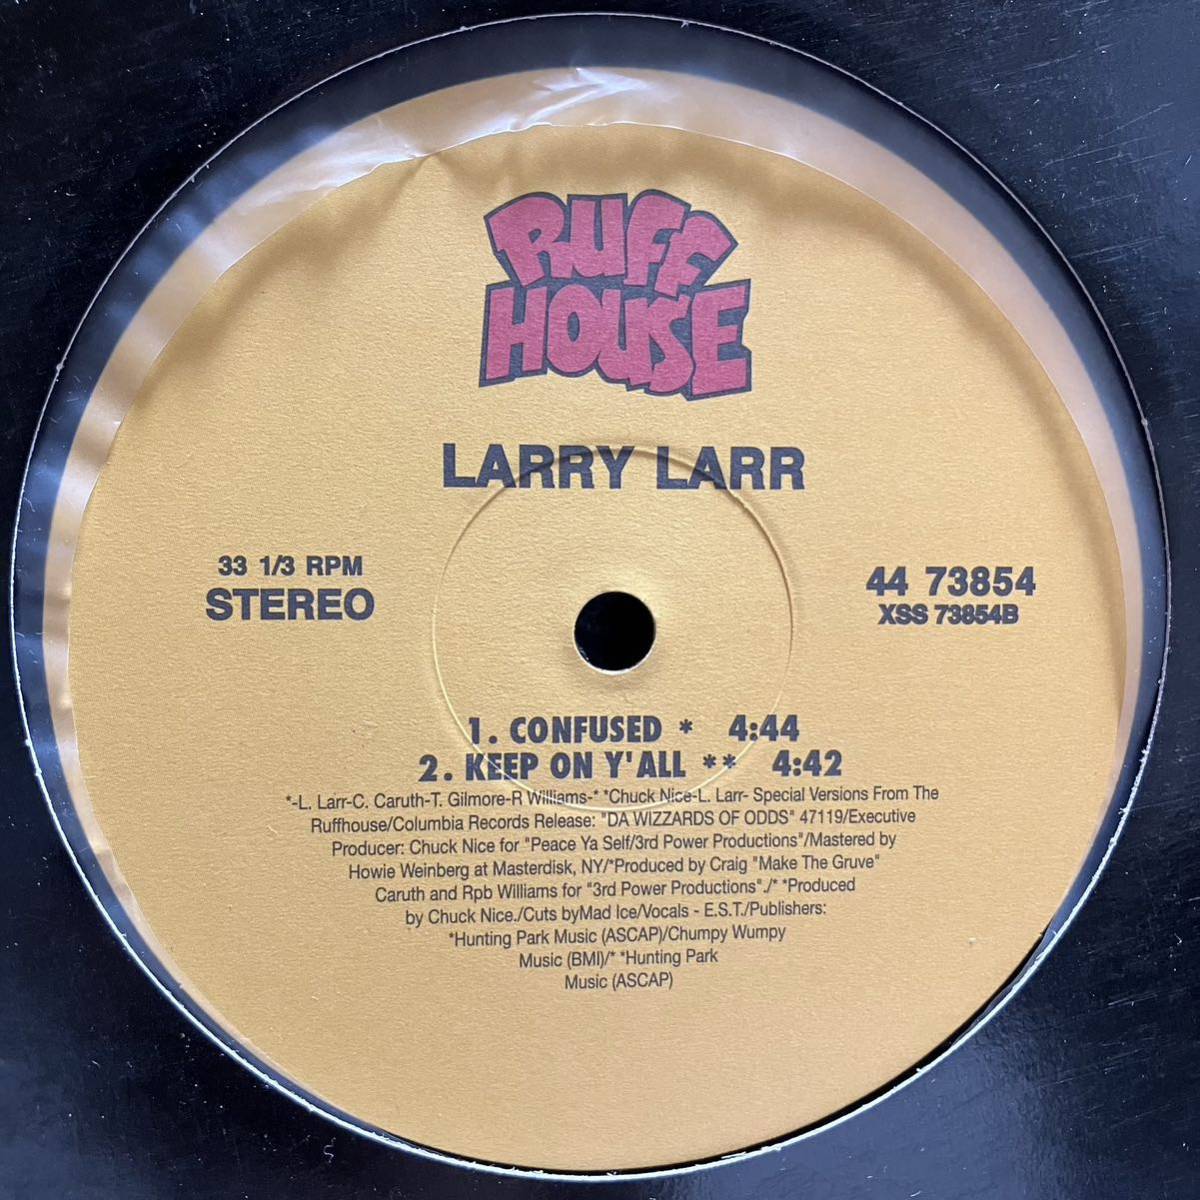 RUFF
HOUSE
LARRY LARR
33 1/3 RPM
STEREO
44 73854
XSS 73854B
1. CONFUSED * 4:44
2. KEEP ON Y'ALL ** 4:42
*-L. Larr-C. Caruth-T. Gilmore-R Williams-* *Chuck Nice-L. Larr- Special Versions From The
Ruffhouse/Columbia Records Release: "DA WIZZARDS OF ODDS" 47119/Executive
Producer: Chuck Nice for "Peace Ya Self/3rd Power Productions"/Mastered by
Howie Weinberg at Masterdisk, NY/*Produced by Craig "Make The Gruve"
Caruth and Rpb Williams for "3rd Power Productions"./* *Produced
by Chuck Nice./Cuts byMad Ice/Vocals - E.S.T./Publishers:
*Hunting Park Music (ASCAP)/Chumpy Wumpy
Music (BMI)/* *Hunting Park
Music (ASCAP)